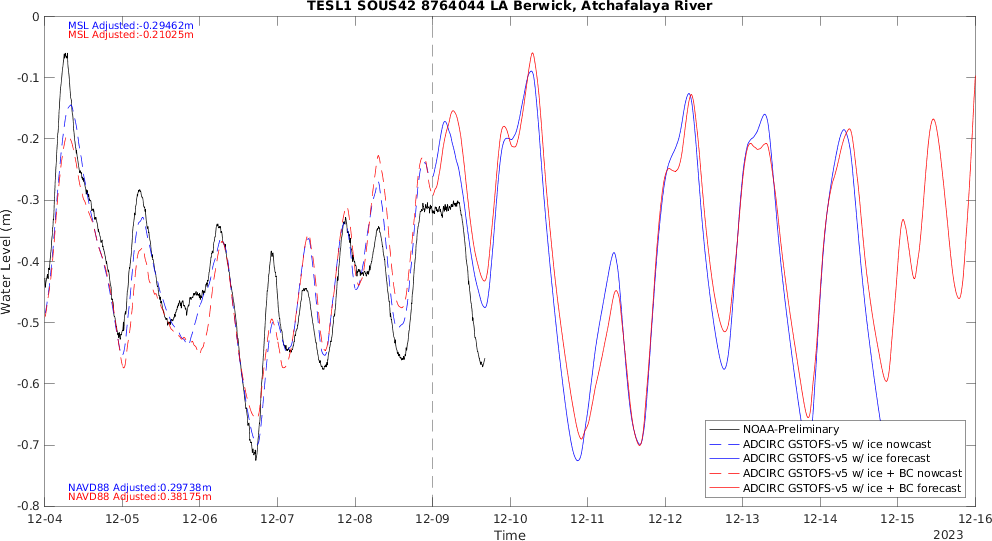 TESL1 SOUS42 8764044 LA Berwick, Atchafalaya River
MSL Adjusted:-0.29462m
MSL Adjusted:-0.21025m
0
-0.1
-0.2
-0.3
-0.4
-0.5
-0.6
-0.7
-0.8
Water Level (m)
NOAA-Preliminary
ADCIRC GSTOFS-v5 w/ ice nowcast
ADCIRC GSTOFS-v5 w/ ice forecast
ADCIRC GSTOFS-v5 w/ ice + BC nowcast
ADCIRC GSTOFS-v5 w/ ice + BC forecast
NAVD88 Adjusted:0.29738m
NAVD88 Adjusted:0.38175m
12-04 12-05 12-06 12-07 12-08 12-09 12-10 12-11 12-12 12-13 12-14 12-15 12-16
Time
2023